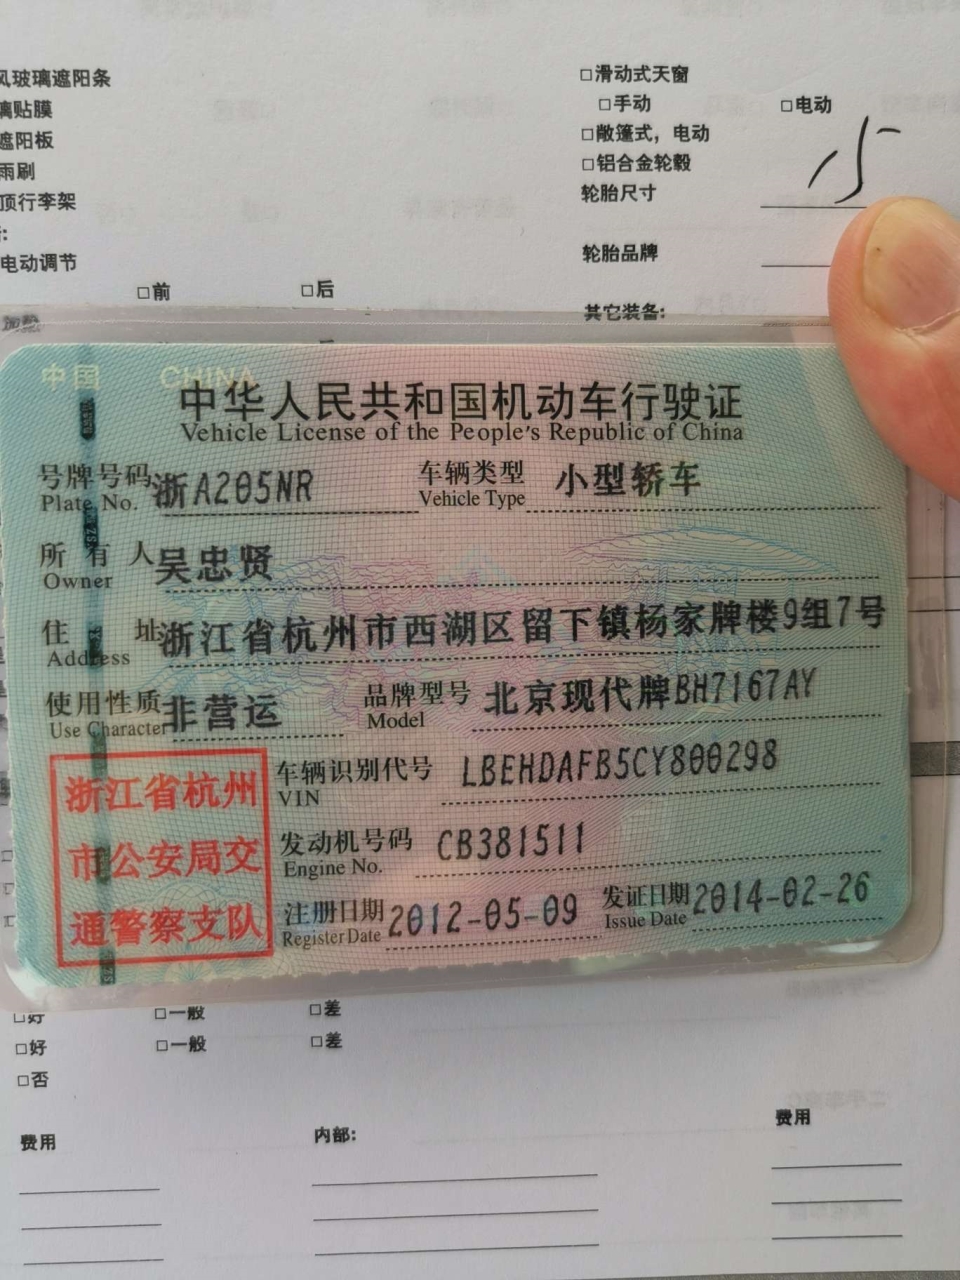 风玻璃遮阳条
□滑动式天窗
璃贴膜
□手动 □电动
遮阳板
□敞篷式，电动
雨刷
□铝合金轮毂
顶行李架
轮胎尺寸 15
电动调节
轮胎品牌
□前 □后
其它装备:
中国 CHINA
中华人民共和国机动车行驶证
Vehicle License of the People's Republic of China
号牌号码 浙A205NR 车辆类型 小型轿车
Plate No. Vehicle Type
所有人 吴忠贤
Owner
住址 浙江省杭州市西湖区留下镇杨家牌楼9组7号
Address
使用性质 非营运 品牌型号 北京现代牌BH7167AY
Use Character Model
浙江省杭州
市公安局交
通警察支队
车辆识别代号 LBEHDAFB5CY800298
VIN
发动机号码 CB381511
Engine No.
注册日期 2012-05-09 发证日期 2014-02-26
Register Date Issue Date
□好 □一般 □差
□好 □一般 □差
□否
费用 内部: 费用